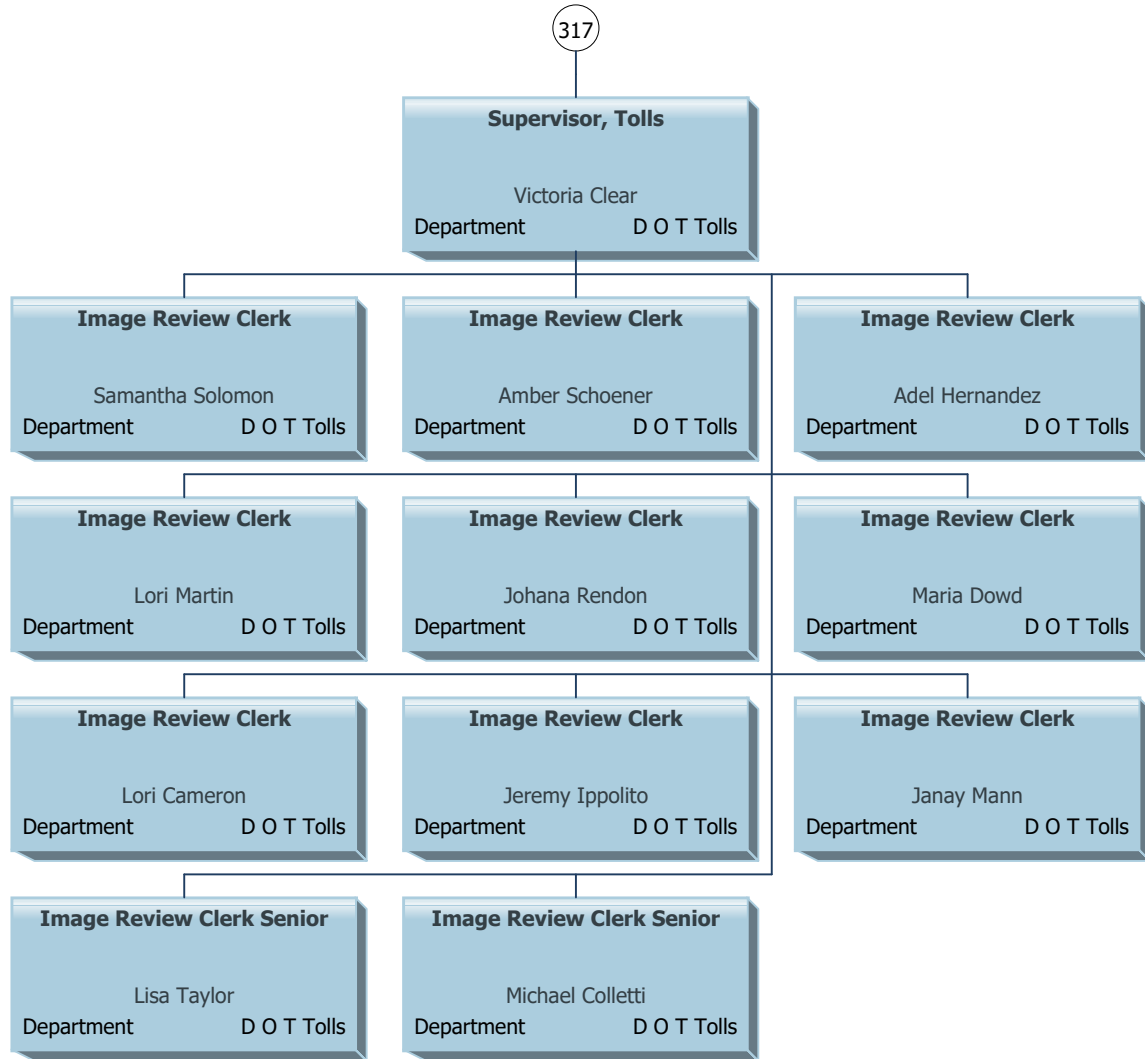 317
Supervisor, Tolls
Victoria Clear
Department D O T Tolls
Image Review Clerk
Samantha Solomon
Department D O T Tolls
Image Review Clerk
Amber Schoener
Department D O T Tolls
Image Review Clerk
Adel Hernandez
Department D O T Tolls
Image Review Clerk
Lori Martin
Department D O T Tolls
Image Review Clerk
Johana Rendon
Department D O T Tolls
Image Review Clerk
Maria Dowd
Department D O T Tolls
Image Review Clerk
Lori Cameron
Department D O T Tolls
Image Review Clerk
Jeremy Ippolito
Department D O T Tolls
Image Review Clerk
Janay Mann
Department D O T Tolls
Image Review Clerk Senior
Lisa Taylor
Department D O T Tolls
Image Review Clerk Senior
Michael Colletti
Department D O T Tolls